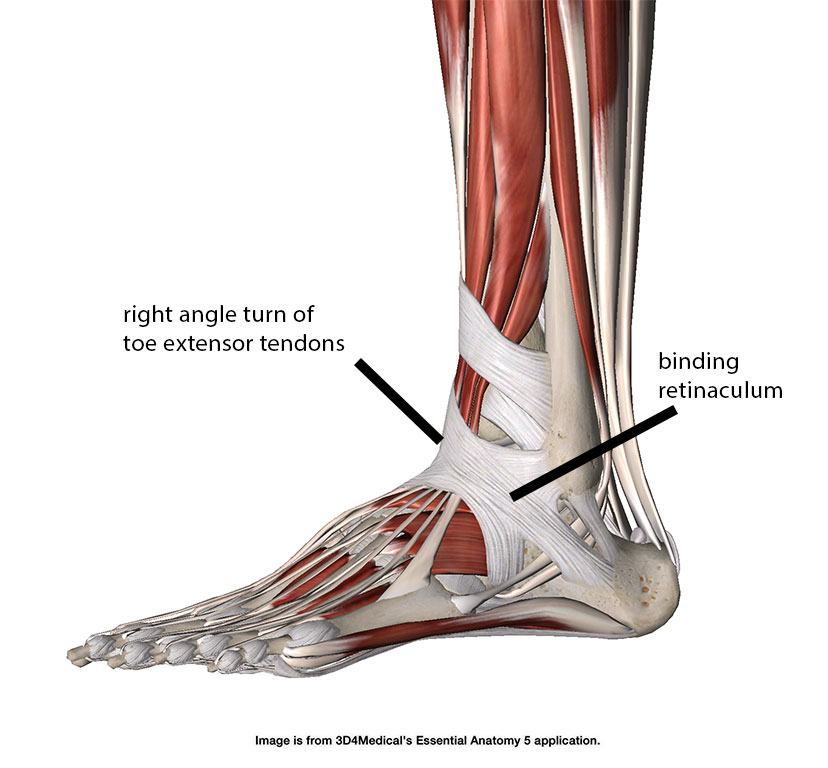 right angle turn of
toe extensor tendons
binding
retinaculum
Image is from 3D4Medical's Essential Anatomy 5 application.